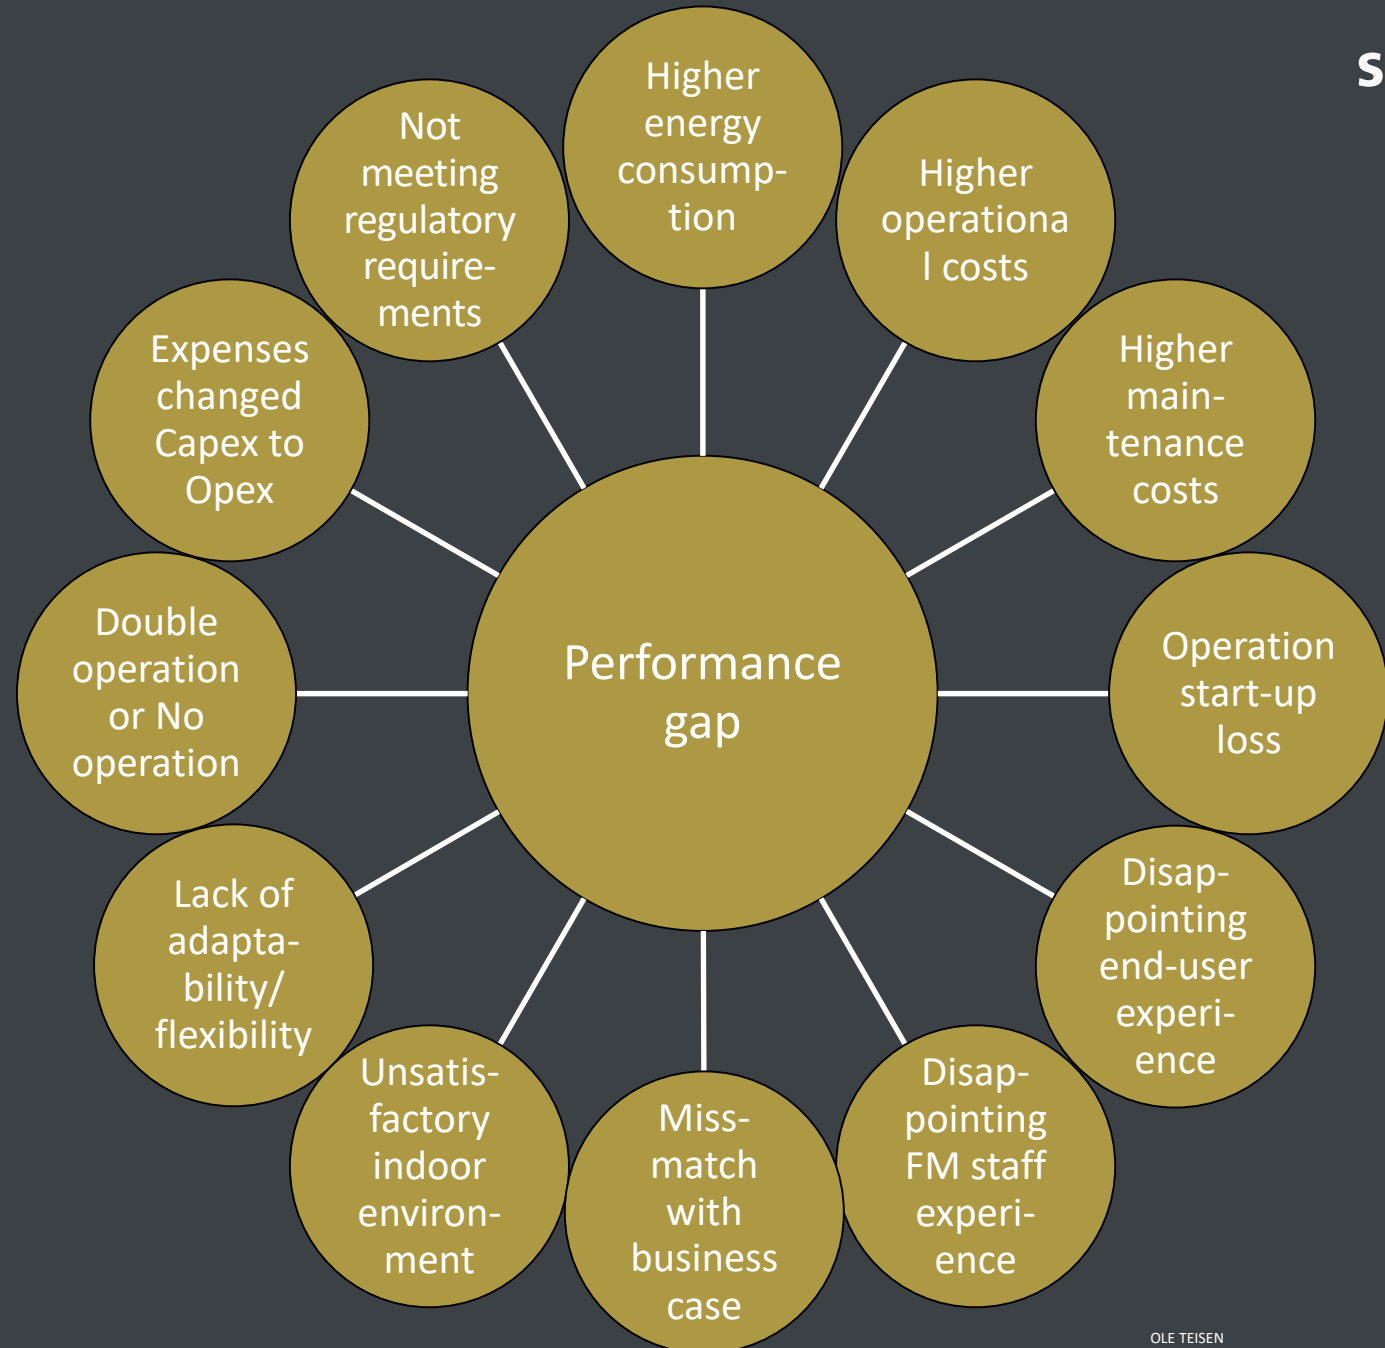 s
Higher
energy
consump-
tion
Higher
operationa
l costs
Higher
main-
tenance
costs
Operation
start-up
loss
Disap-
pointing
end-user
experi-
ence
Disap-
pointing
FM staff
experi-
ence
Miss-
match
with
business
case
Unsatis-
factory
indoor
environ-
ment
Lack of
adapta-
bility/
flexibility
Double
operation
or No
operation
Expenses
changed
Capex to
Opex
Not
meeting
regulatory
require-
ments
Performance
gap
OLE TEISEN